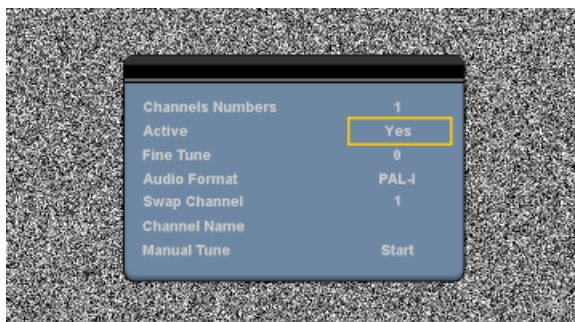 Channels Numbers 1
Active Yes
Fine Tune 0
Audio Format PAL-I
Swap Channel 1
Channel Name
Manual Tune Start